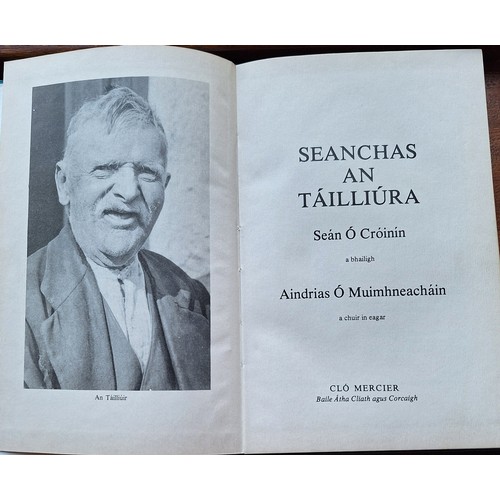 An Táilliúir
SEANCHAS
AN
TÁILLIÚRA
Seán Ó Cróinín
a bhailigh
Aindrias Ó Muimhneacháin
a chuir in eagar
CLÓ MERCIER
Baile Átha Cliath agus Corcaigh